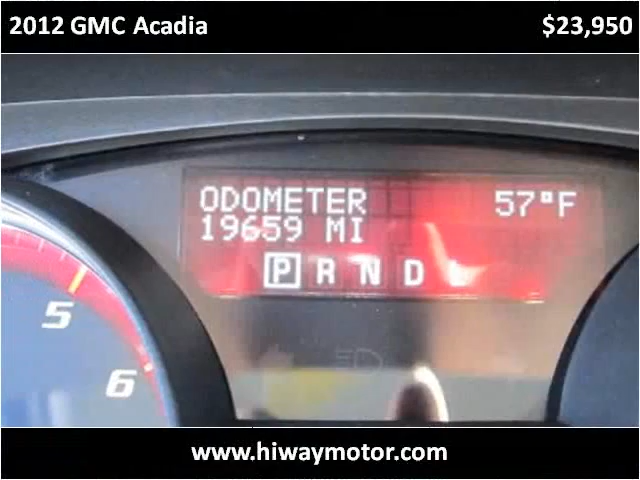 2012 GMC Acadia $23,950
ODOMETER 57°F
19659 MI
P R N D L
5
6
www.hiwaymotor.com